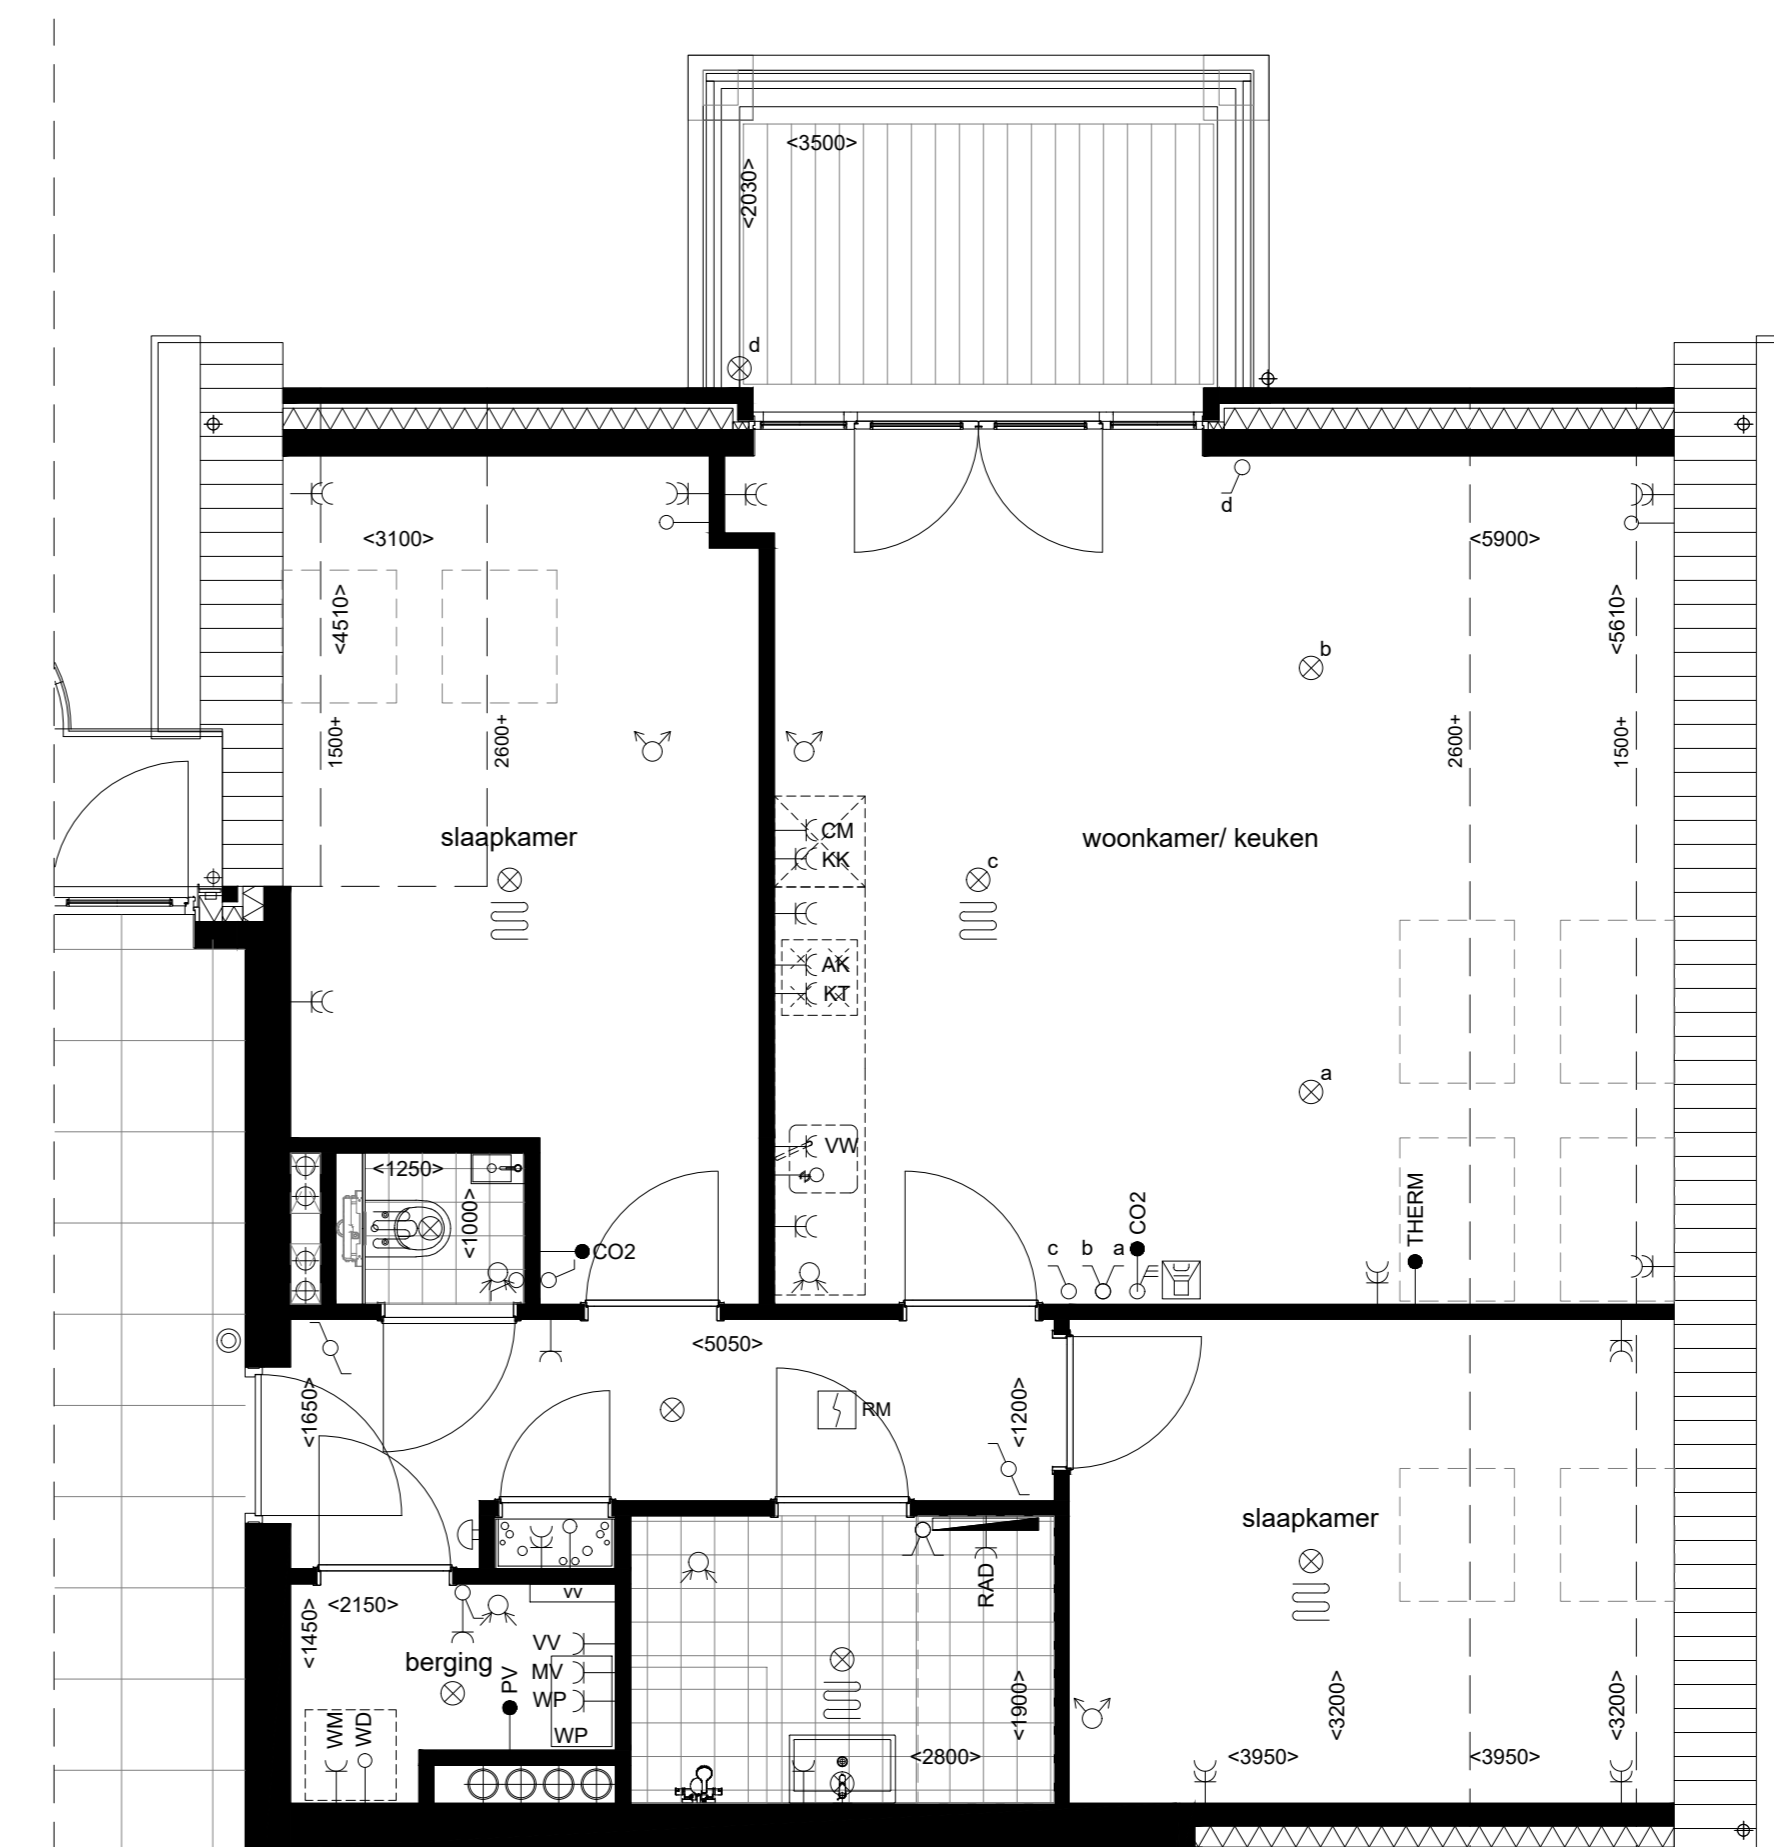 <3500>
<2030>
d
d
<3100>
<5900>
<4510>
<5610>
b
1500+
2600+
2600+
1500+
slaapkamer
CM
woonkamer/ keuken
KK
c
AK
KT
a
VW
<1250>
<1000>
CO2
c
b
a
CO2
THERM
<5050>
<1650>
RM
<1200>
slaapkamer
RAD
VV
<2150>
<1450>
VV
berging
MV
PV
WP
WP
WM
WD
<1900>
<2800>
<3200>
<3200>
<3950>
<3950>